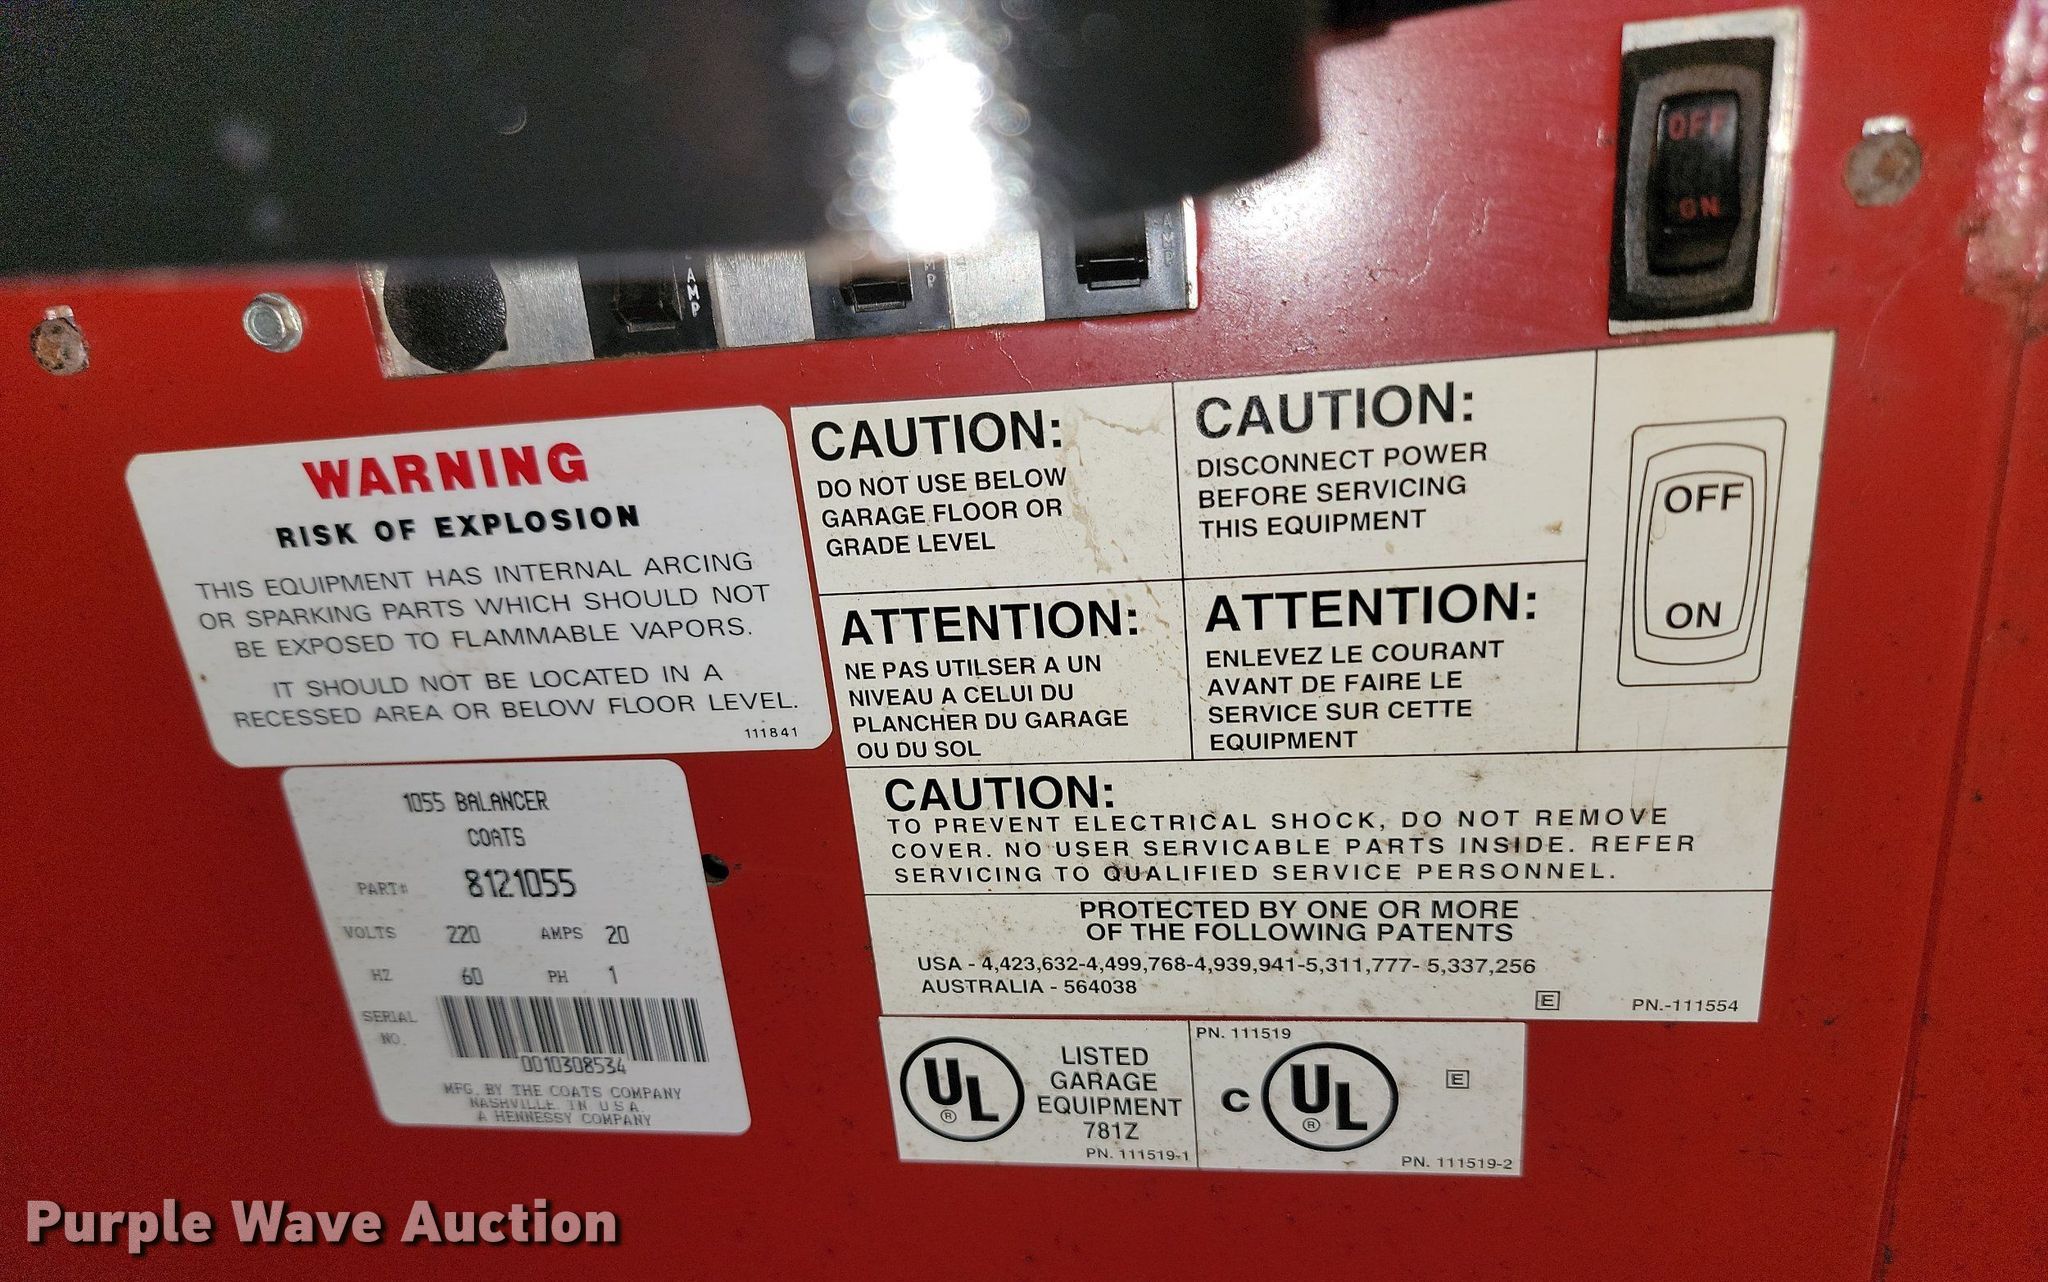 OFF
ON
AMP
AMP
WARNING
RISK OF EXPLOSION
THIS EQUIPMENT HAS INTERNAL ARCING
OR SPARKING PARTS WHICH SHOULD NOT
BE EXPOSED TO FLAMMABLE VAPORS.
IT SHOULD NOT BE LOCATED IN A
RECESSED AREA OR BELOW FLOOR LEVEL.
111841
1055 BALANCER
COATS
PART# 8121055
VOLTS 220 AMPS 20
HZ 60 PH 1
SERIAL
NO.
0010308534
MFG. BY THE COATS COMPANY
NASHVILLE TN USA
A HENNESSY COMPANY
CAUTION:
DO NOT USE BELOW
GARAGE FLOOR OR
GRADE LEVEL
CAUTION:
DISCONNECT POWER
BEFORE SERVICING
THIS EQUIPMENT
OFF
ON
ATTENTION:
NE PAS UTILSER A UN
NIVEAU A CELUI DU
PLANCHER DU GARAGE
OU DU SOL
ATTENTION:
ENLEVEZ LE COURANT
AVANT DE FAIRE LE
SERVICE SUR CETTE
EQUIPMENT
CAUTION:
TO PREVENT ELECTRICAL SHOCK, DO NOT REMOVE
COVER. NO USER SERVICABLE PARTS INSIDE. REFER
SERVICING TO QUALIFIED SERVICE PERSONNEL.
PROTECTED BY ONE OR MORE
OF THE FOLLOWING PATENTS
USA - 4,423,632-4,499,768-4,939,941-5,311,777- 5,337,256
AUSTRALIA - 564038
E PN.-111554
UL ®
LISTED
GARAGE
EQUIPMENT
781Z
PN. 111519-1
PN. 111519
C UL ® E
PN. 111519-2
Purple Wave Auction